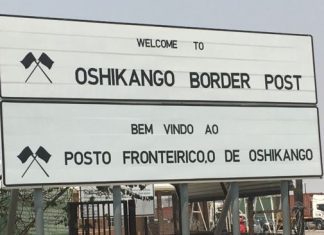 WELCOME TO
OSHIKANGO BORDER POST
BEM VINDO AO
POSTO FRONTEIRICO,O DE OSHIKANGO